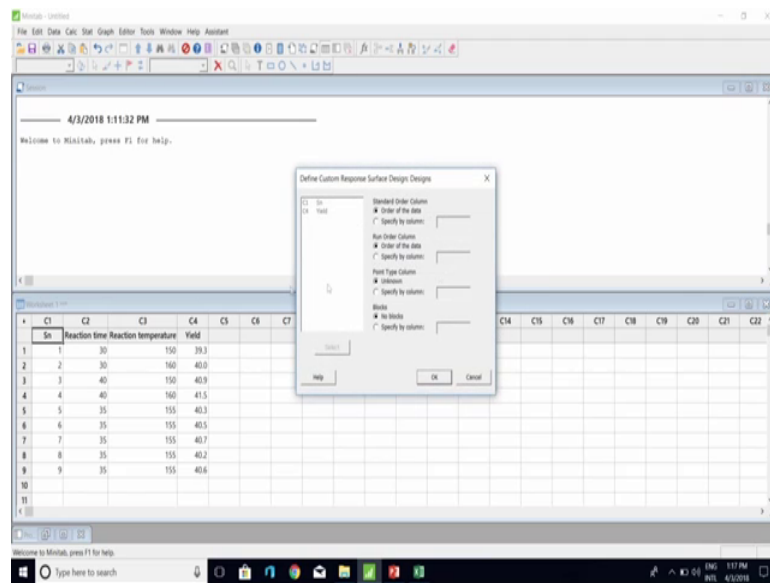 Minitab - Untitled
File Edit Data Calc Stat Graph Editor Tools Window Help Assistant
Session
4/3/2018 1:11:32 PM
Welcome to Minitab, press F1 for help.
Define Custom Response Surface Design: Designs
C1 Sn
C4 Yield
Standard Order Column
Order of the data
Specify by column:
Run Order Column
Order of the data
Specify by column:
Point Type Column
Unknown
Specify by column:
Blocks
No blocks
Specify by column:
Select
Help OK Cancel
Worksheet 1 ***
C1 C2 C3 C4 C5 C6 C7 C14 C15 C16 C17 C18 C19 C20 C21 C22
Sn Reaction time Reaction temperature Yield
1 1 30 150 39.3
2 2 30 160 40.0
3 3 40 150 40.9
4 4 40 160 41.5
5 5 35 155 40.3
6 6 35 155 40.5
7 7 35 155 40.7
8 8 35 155 40.2
9 9 35 155 40.6
10
11
Welcome to Minitab, press F1 for help.
Type here to search
ENG 1:17 PM
INTL 4/3/2018